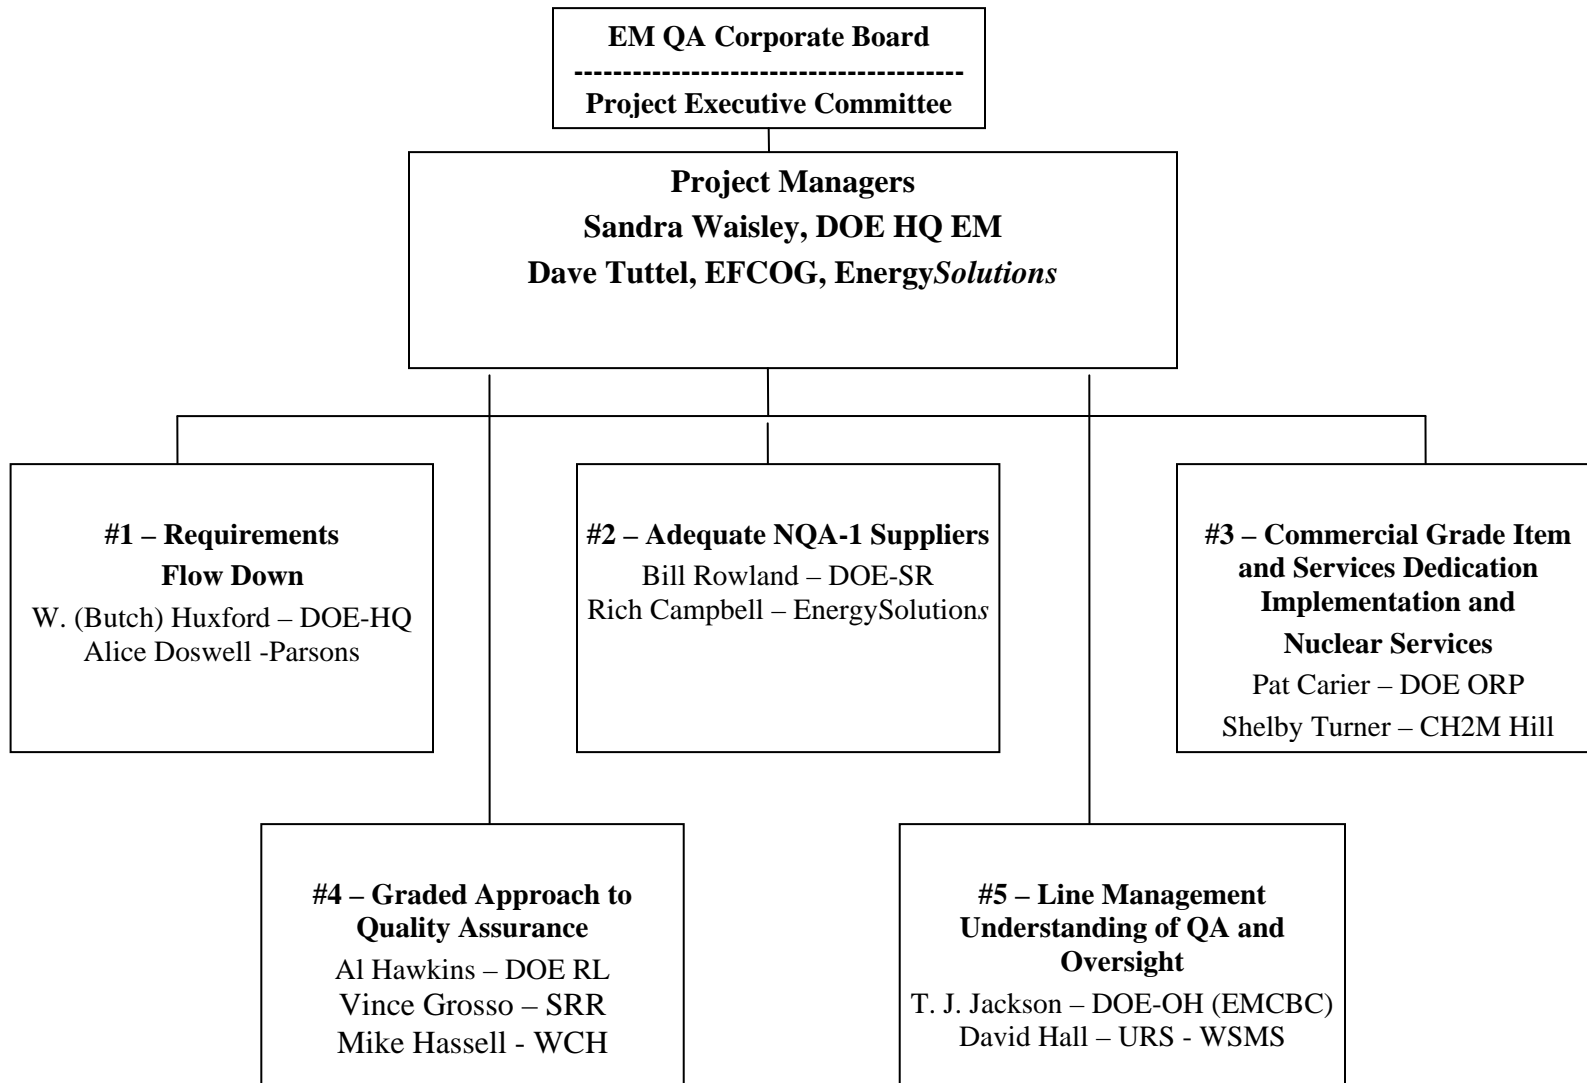 EM QA Corporate Board
----------------------------------------
Project Executive Committee
Project Managers
Sandra Waisley, DOE HQ EM
Dave Tuttel, EFCOG, EnergySolutions
#1 – Requirements
Flow Down
W. (Butch) Huxford – DOE-HQ
Alice Doswell -Parsons
#2 – Adequate NQA-1 Suppliers
Bill Rowland – DOE-SR
Rich Campbell – EnergySolutions
#3 – Commercial Grade Item
and Services Dedication
Implementation and
Nuclear Services
Pat Carier – DOE ORP
Shelby Turner – CH2M Hill
#4 – Graded Approach to
Quality Assurance
Al Hawkins – DOE RL
Vince Grosso – SRR
Mike Hassell - WCH
#5 – Line Management
Understanding of QA and
Oversight
T. J. Jackson – DOE-OH (EMCBC)
David Hall – URS - WSMS